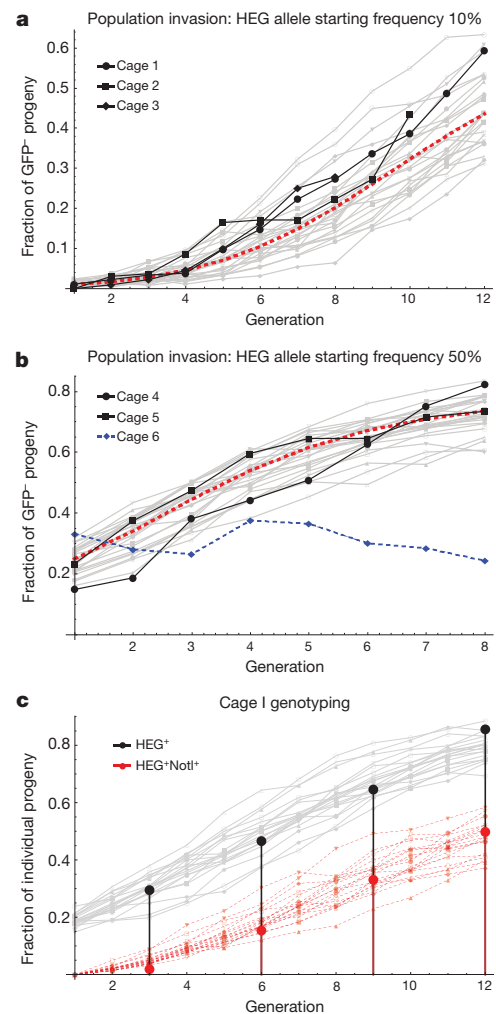 a Population invasion: HEG allele starting frequency 10%
Fraction of GFP⁻ progeny
0.6
0.5
0.4
0.3
0.2
0.1
Cage 1
Cage 2
Cage 3
2 4 6 8 10 12
Generation
b Population invasion: HEG allele starting frequency 50%
Fraction of GFP⁻ progeny
0.8
0.6
0.4
0.2
Cage 4
Cage 5
Cage 6
2 3 4 5 6 7 8
Generation
c Cage I genotyping
Fraction of individual progeny
0.8
0.6
0.4
0.2
HEG⁺
HEG⁺NotI⁺
2 4 6 8 10 12
Generation